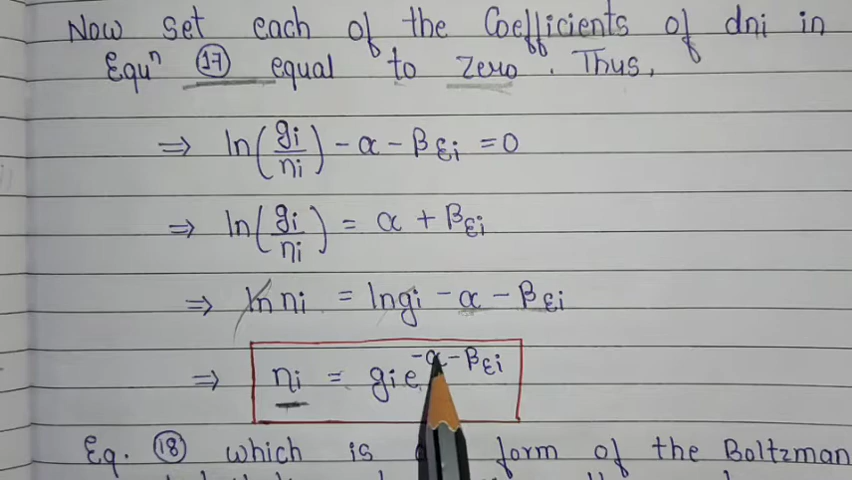 Now set each of the Coefficients of dni in
Equⁿ (17) equal to zero. Thus,
⇒ ln(gi/ni) - α - βεi = 0
⇒ ln(gi/ni) = α + βεi
⇒ ln ni = ln gi - α - βεi
⇒ ni = gi e^(-α-βεi)
Eq. (18) which is form of the Boltzman